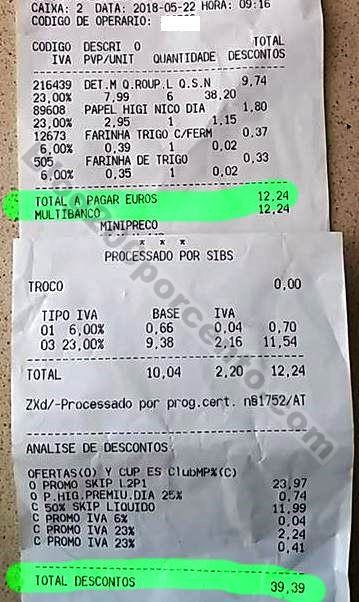 CAIXA: 2 DATA: 2018-05-22 HORA: 09:16
CODIGO DE OPERARIO:
CODIGO DESCRI O TOTAL
IVA PVP/UNIT QUANTIDADE DESCONTOS
216439 DET.M Q.ROUP.L Q.S.N 9,74
23,00% 7,99 6 38,20
89608 PAPEL HIGI NICO DIA 1,80
23,00% 2,95 1 1,15
12673 FARINHA TRIGO C/FERM 0,37
6,00% 0,39 1 0,02
505 FARINHA DE TRIGO 0,33
6,00% 0,35 1 0,02
TOTAL A PAGAR EUROS 12,24
MULTIBANCO 12,24
MINIPRECO
* * *
PROCESSADO POR SIBS
TROCO 0,00
TIPO IVA BASE IVA
01 6,00% 0,66 0,04 0,70
03 23,00% 9,38 2,16 11,54
TOTAL 10,04 2,20 12,24
ZXd/-Processado por prog.cert. nº1752/AT
ANALISE DE DESCONTOS
OFERTAS(O) Y CUP ES ClubMP%(C)
O PROMO SKIP L2P1 23,97
O P.HIG.PREMIU.DIA 25% 0,74
C 50% SKIP LIQUIDO 11,99
C PROMO IVA 6% 0,04
C PROMO IVA 23% 2,24
C PROMO IVA 23% 0,41
TOTAL DESCONTOS 39,39